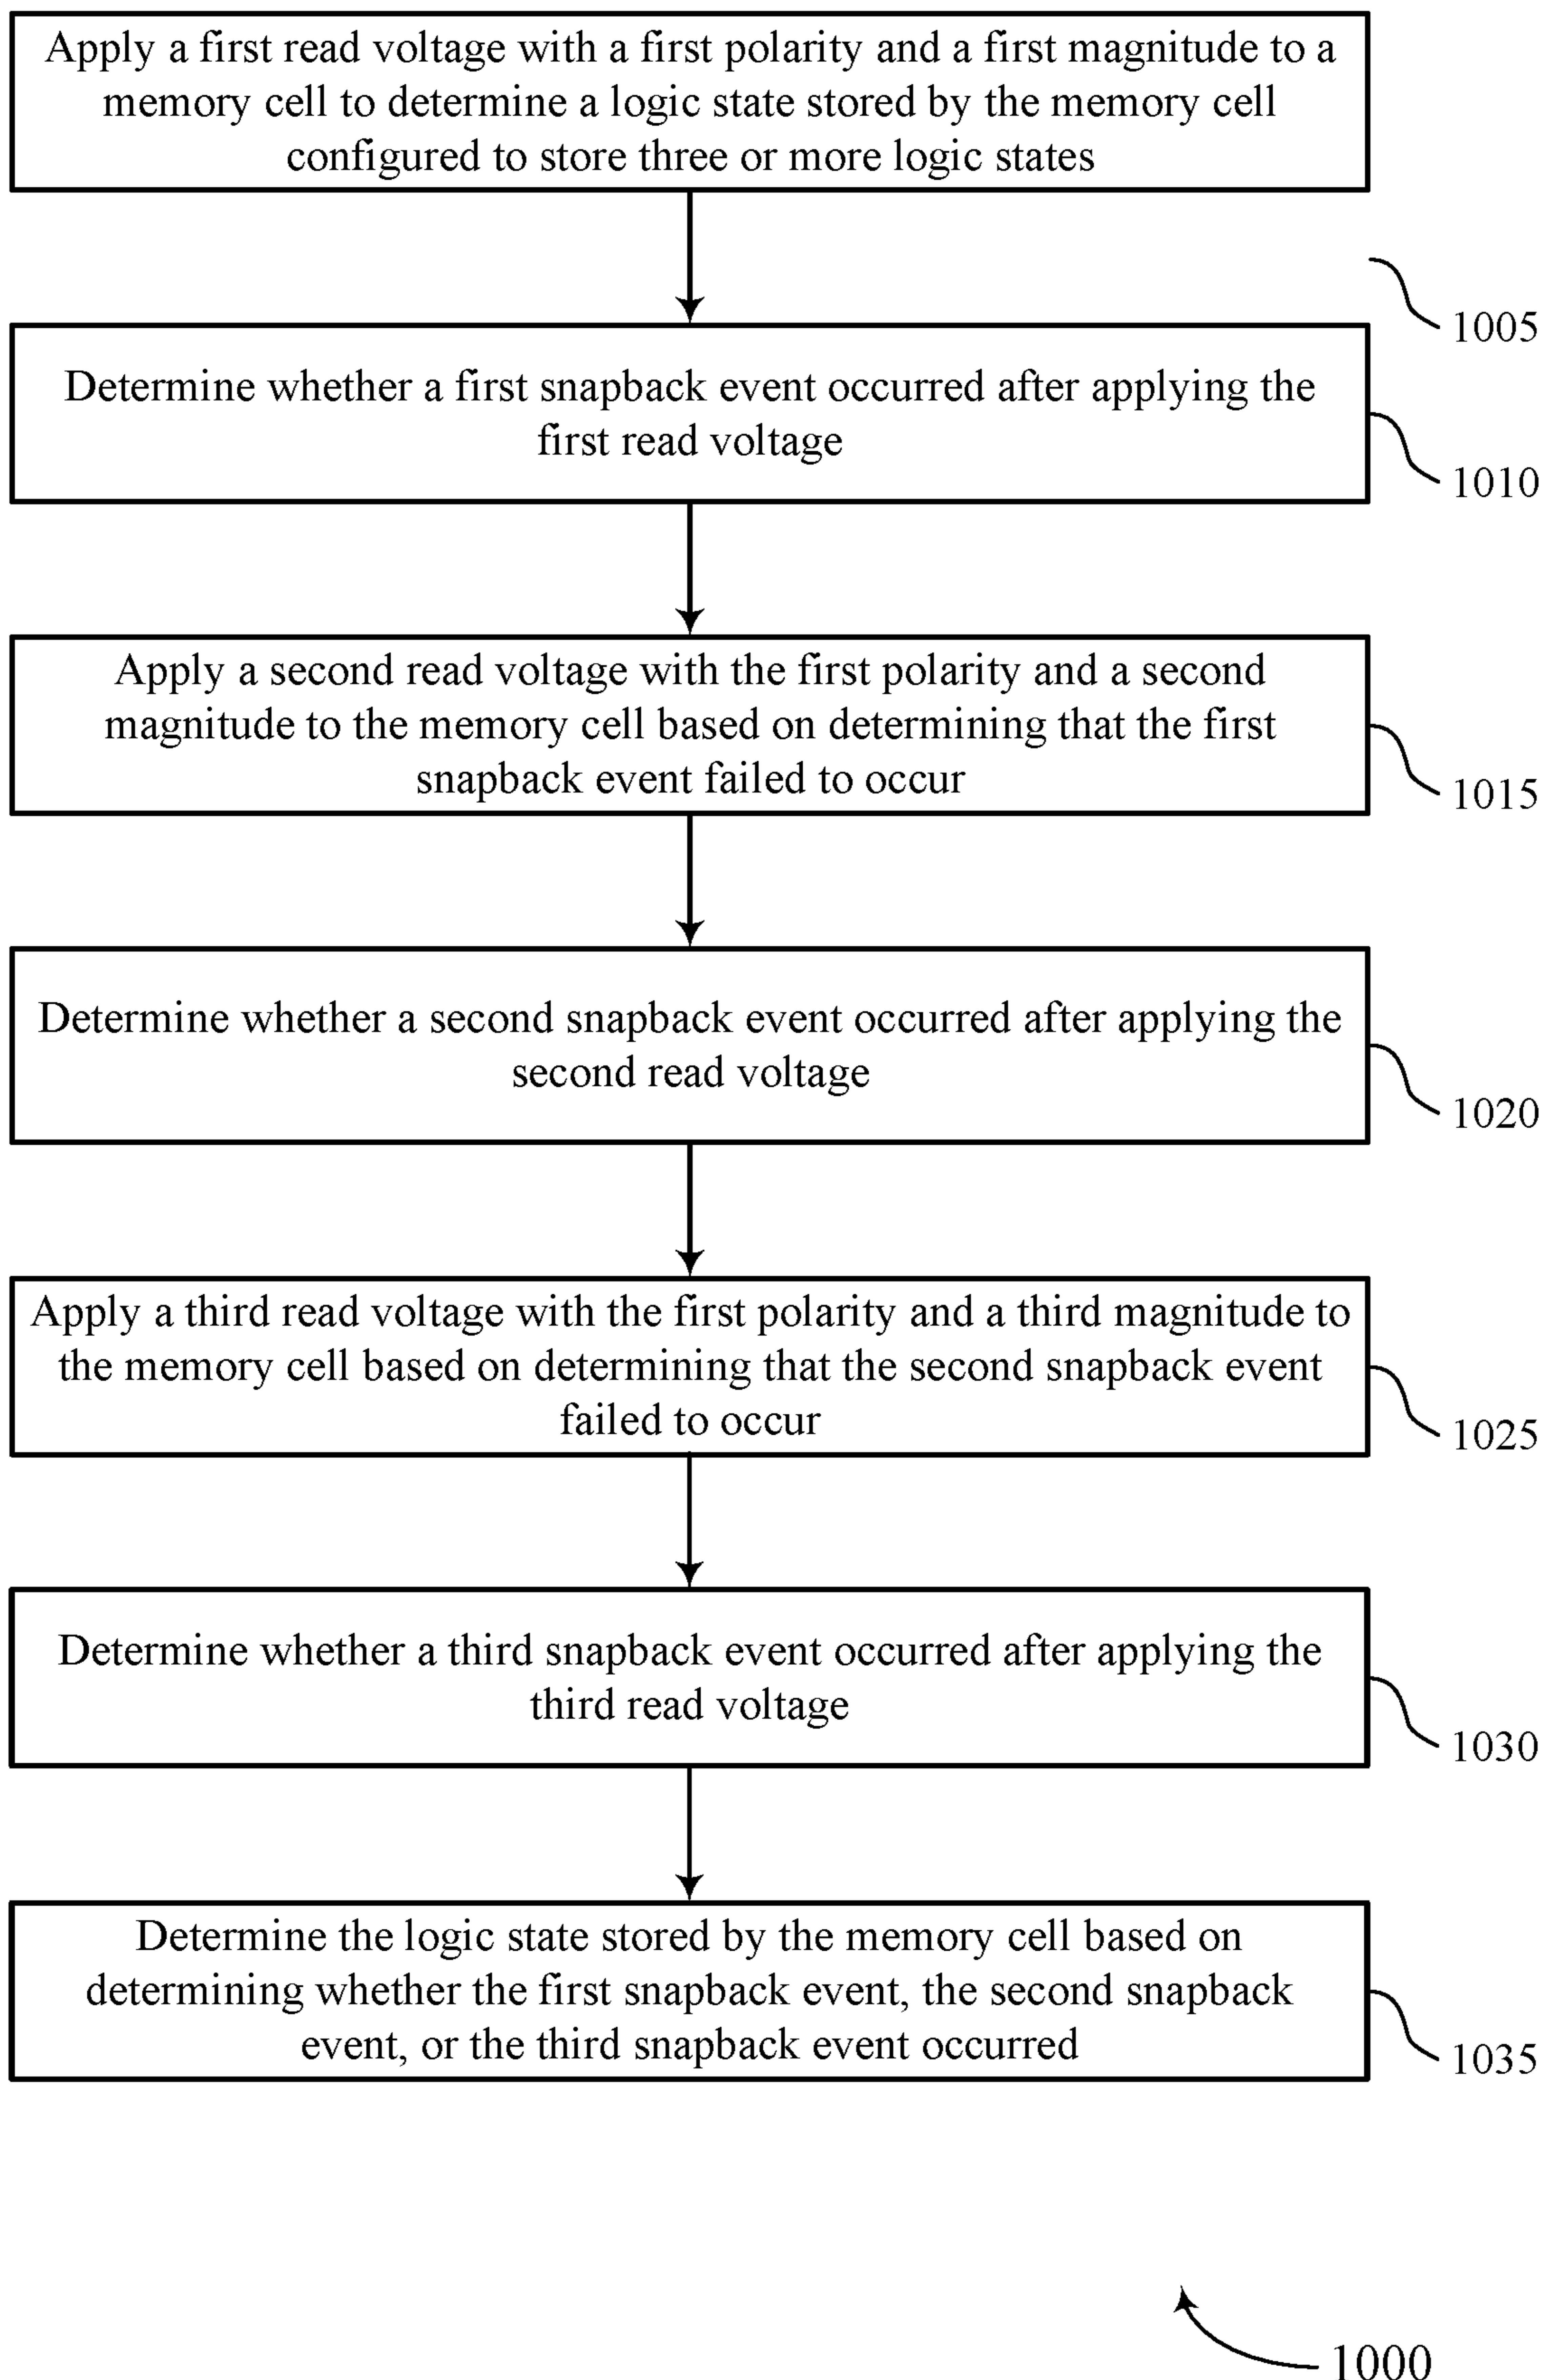 Apply a first read voltage with a first polarity and a first magnitude to a
memory cell to determine a logic state stored by the memory cell
configured to store three or more logic states
1005
Determine whether a first snapback event occurred after applying the
first read voltage
1010
Apply a second read voltage with the first polarity and a second
magnitude to the memory cell based on determining that the first
snapback event failed to occur
1015
Determine whether a second snapback event occurred after applying the
second read voltage
1020
Apply a third read voltage with the first polarity and a third magnitude to
the memory cell based on determining that the second snapback event
failed to occur
1025
Determine whether a third snapback event occurred after applying the
third read voltage
1030
Determine the logic state stored by the memory cell based on
determining whether the first snapback event, the second snapback
event, or the third snapback event occurred
1035
1000